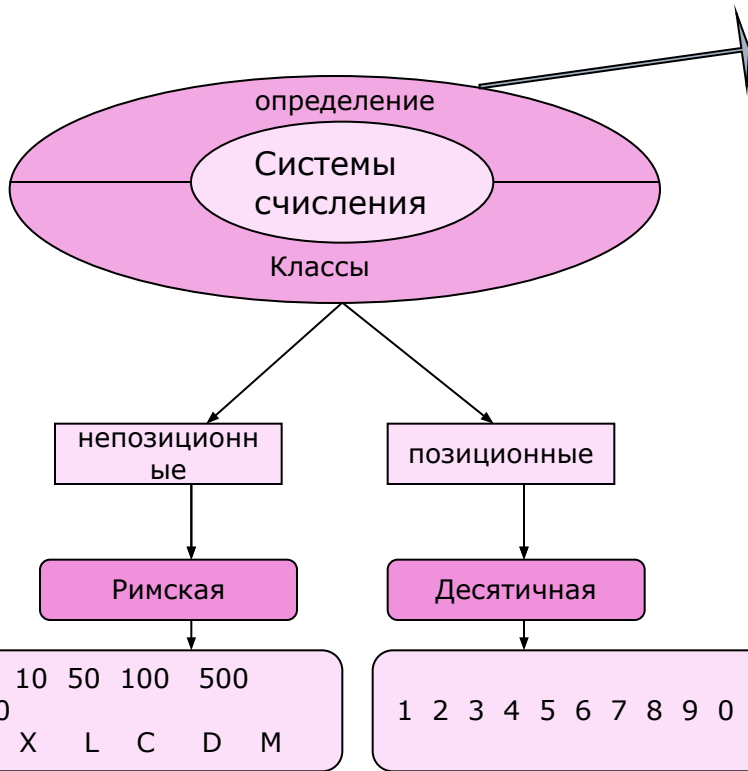 определение
Системы
счисления
Классы
непозиционн
ые
позиционные
Римская
Десятичная
10 50 100 500
0
X L C D M
1 2 3 4 5 6 7 8 9 0